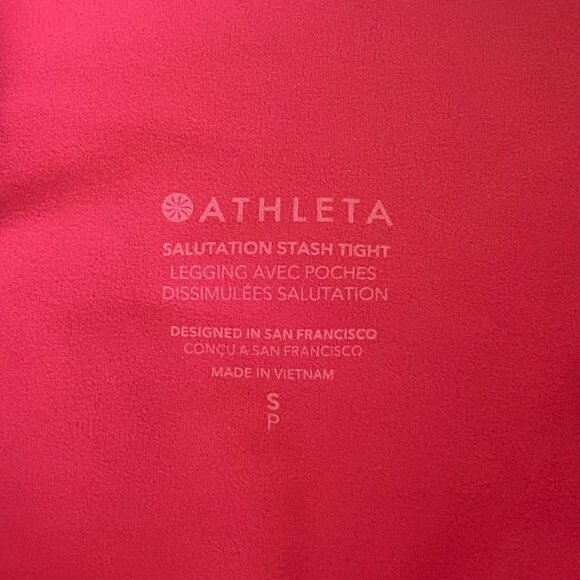 ATHLETA
SALUTATION STASH TIGHT
LEGGING AVEC POCHES
DISSIMULÉES SALUTATION
DESIGNED IN SAN FRANCISCO
CONÇU A SAN FRANCISCO
MADE IN VIETNAM
S
P